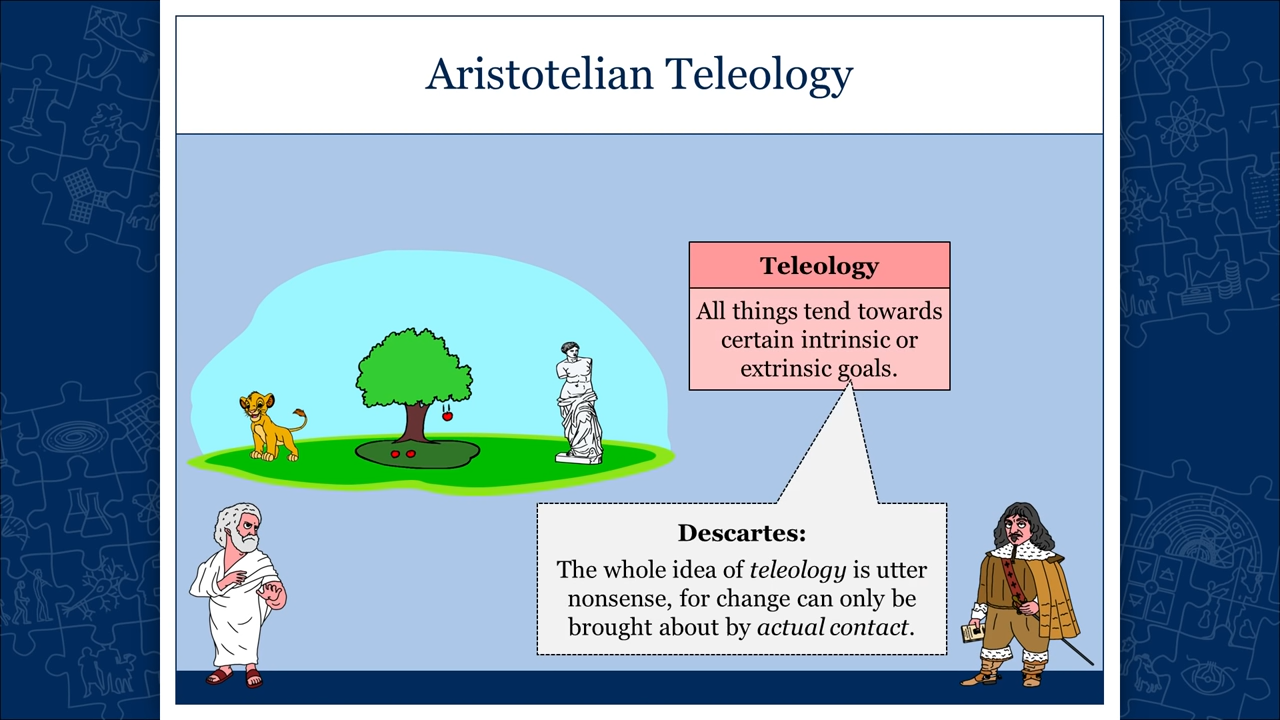 Aristotelian Teleology
Teleology
All things tend towards
certain intrinsic or
extrinsic goals.
Descartes:
The whole idea of teleology is utter
nonsense, for change can only be
brought about by actual contact.